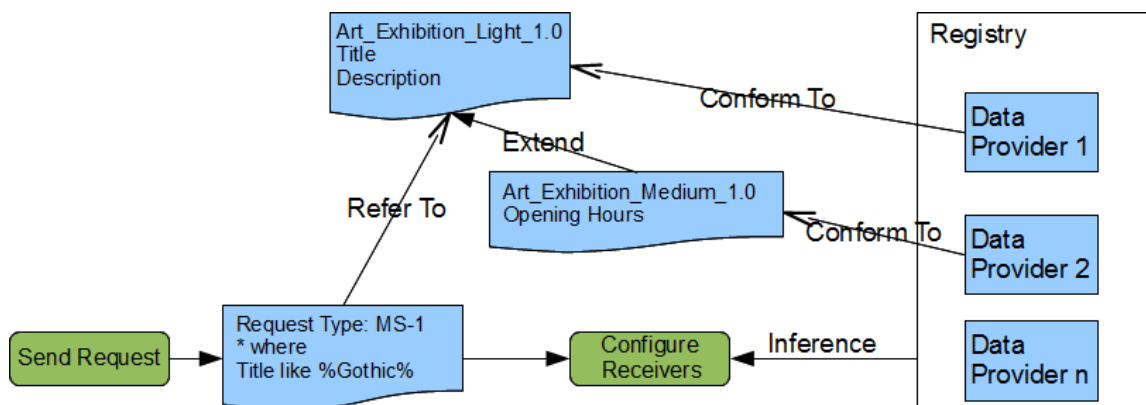 Art_Exhibition_Light_1.0
Title
Description
Registry
Conform To
Data
Provider 1
Extend
Art_Exhibition_Medium_1.0
Opening Hours
Refer To
Conform To
Data
Provider 2
Send Request
Request Type: MS-1
* where
Title like %Gothic%
Configure
Receivers
Inference
Data
Provider n